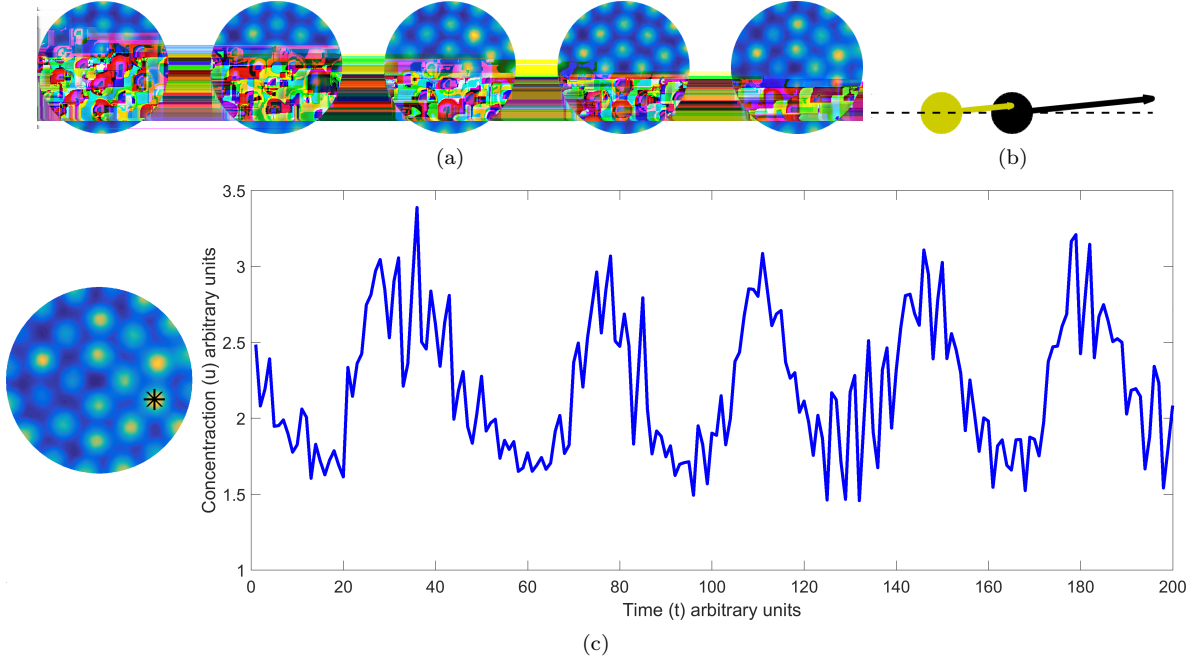 (a)
(b)
3.5
3
2.5
2
1.5
1
Concentraction (u) arbitrary units
0 20 40 60 80 100 120 140 160 180 200
Time (t) arbitrary units
(c)